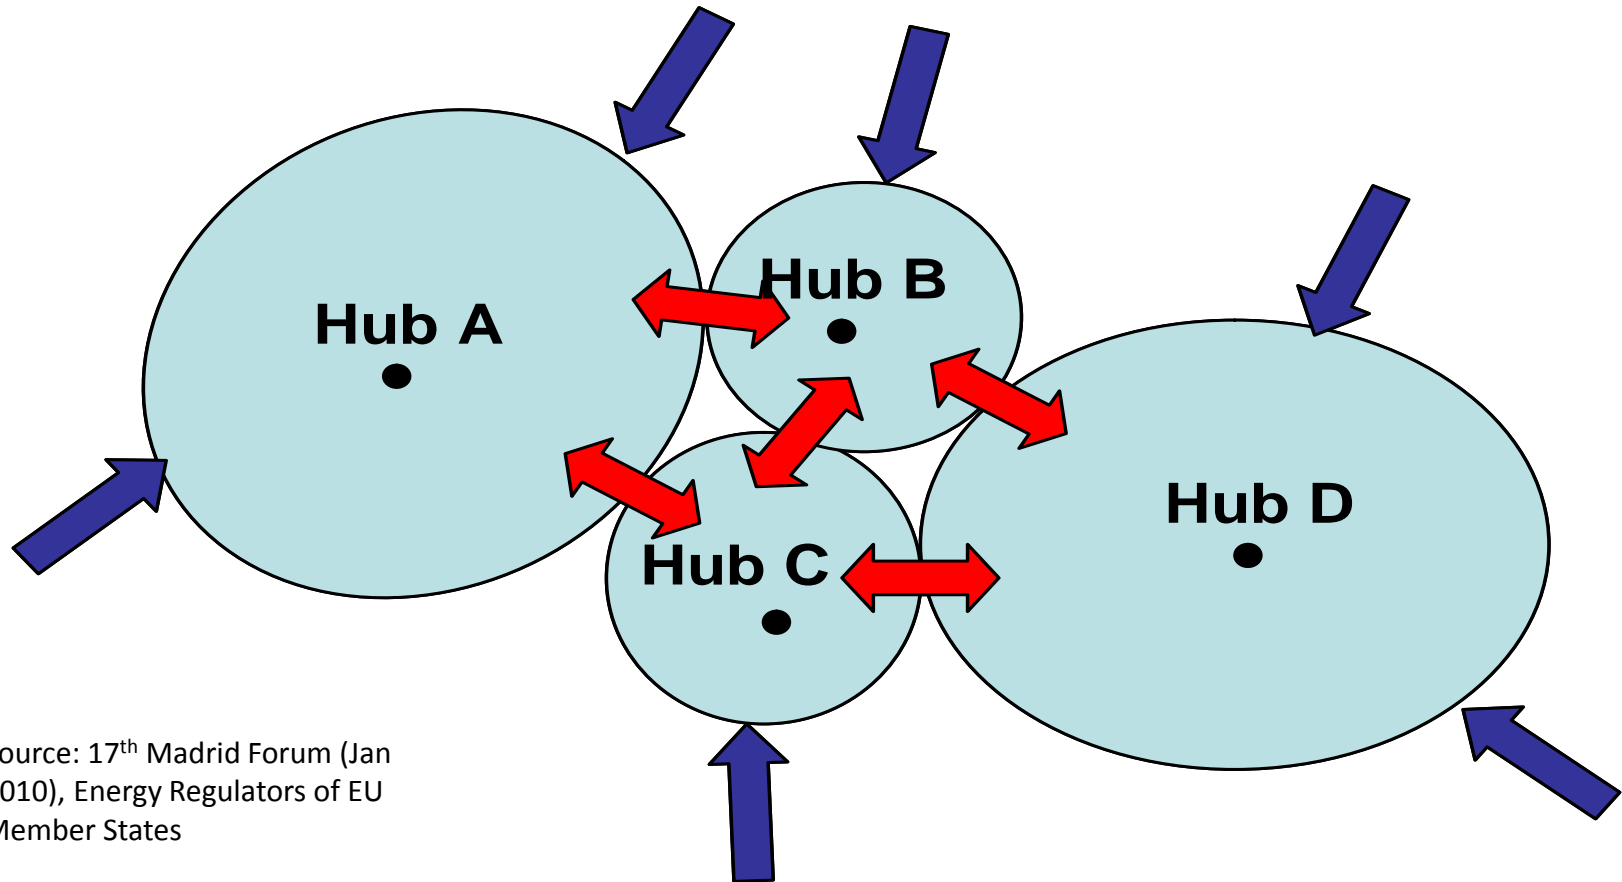 Hub B
Hub A
Hub D
Hub C
ource: 17th Madrid Forum (Jan
010), Energy Regulators of EU
Member States